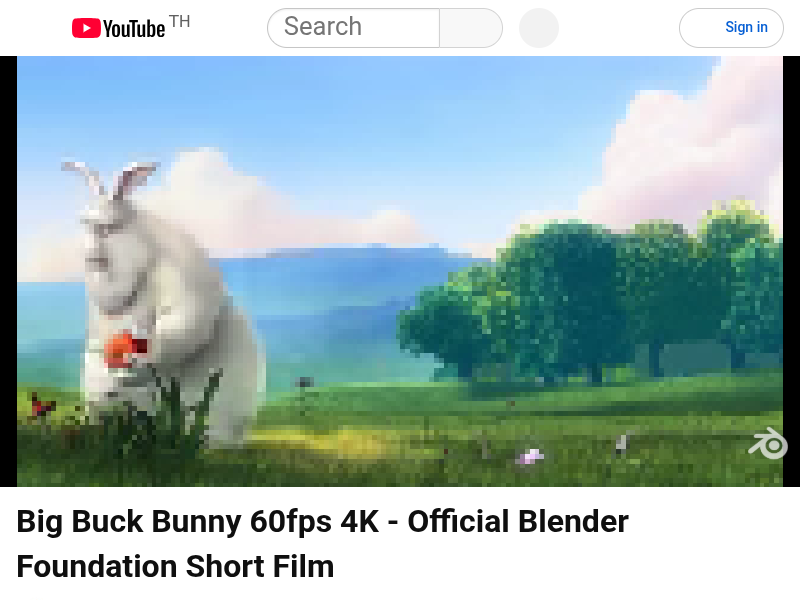 YouTube TH
Search
Sign in
Big Buck Bunny 60fps 4K - Official Blender
Foundation Short Film